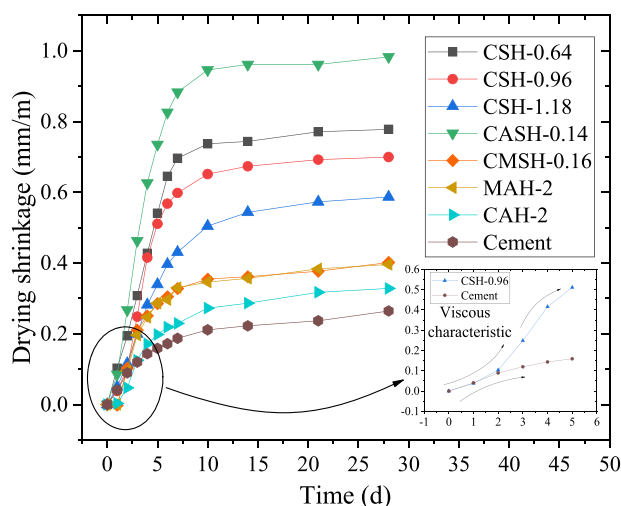 Drying shrinkage (mm/m)
1.0
0.8
0.6
0.4
0.2
0.0
CSH-0.64
CSH-0.96
CSH-1.18
CASH-0.14
CMSH-0.16
MAH-2
CAH-2
Cement
0.6
0.5
0.4
0.3
0.2
0.1
0.0
-0.1
CSH-0.96
Cement
Viscous
characteristic
-1 0 1 2 3 4 5 6
0 5 10 15 20 25 30 35 40 45 50
Time (d)